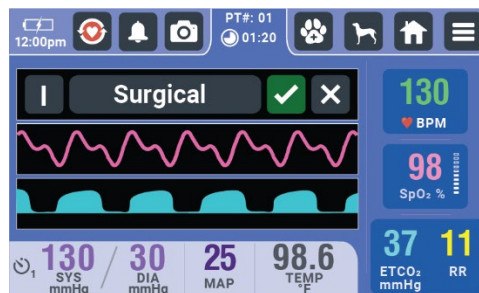 12:00pm
PT#: 01
01:20
I Surgical
130
BPM
98
SpO₂ %
37 11
ETCO₂ RR
mmHg
1 130 / 30 25 98.6
SYS DIA MAP TEMP
mmHg mmHg °F